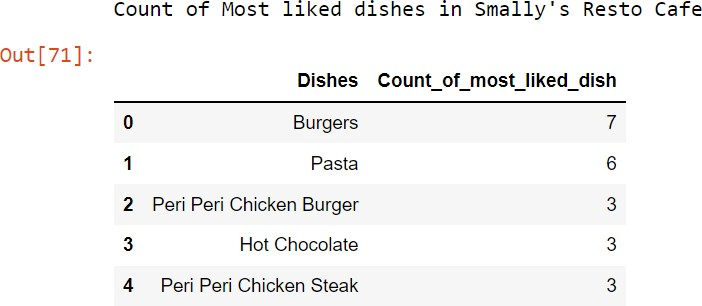 Count of Most liked dishes in Smally's Resto Cafe
Out[71]:
Dishes Count_of_most_liked_dish
0 Burgers 7
1 Pasta 6
2 Peri Peri Chicken Burger 3
3 Hot Chocolate 3
4 Peri Peri Chicken Steak 3